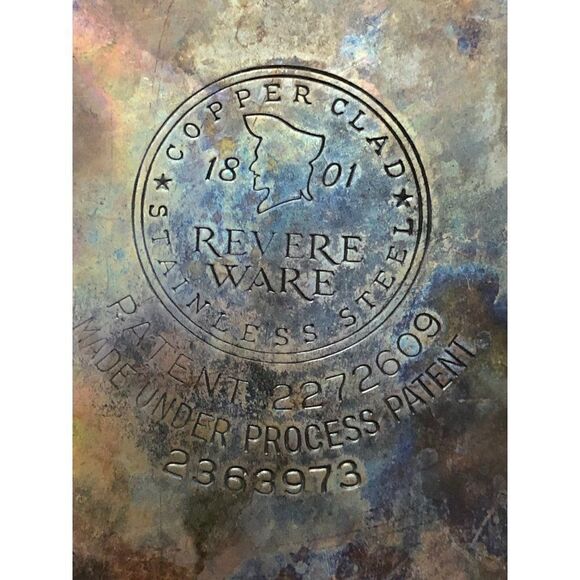 ★ COPPER CLAD ★
18 01
REVERE
WARE
STAINLESS STEEL
PATENT 2272609
MADE UNDER PROCESS PATENT
2363973